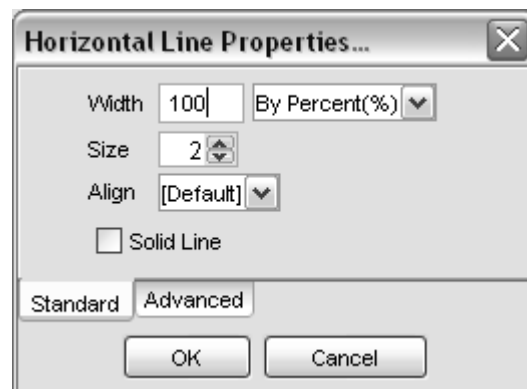 Horizontal Line Properties...
Width 100 By Percent(%)
Size 2
Align [Default]
Solid Line
Standard Advanced
OK Cancel